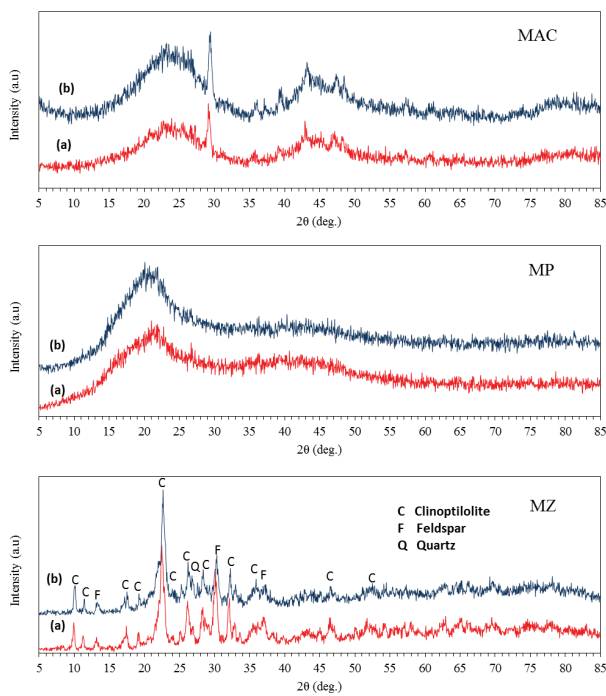 MAC
Intensity (a.u)
(b)
(a)
5 10 15 20 25 30 35 40 45 50 55 60 65 70 75 80 85
2θ (deg.)
MP
Intensity (a.u)
(b)
(a)
5 10 15 20 25 30 35 40 45 50 55 60 65 70 75 80 85
2θ (deg.)
MZ
C
C Clinoptilolite
F Feldspar
Q Quartz
Intensity (a.u)
(b)
C C F C C C C Q C F C C F C C
(a)
5 10 15 20 25 30 35 40 45 50 55 60 65 70 75 80 85
2θ (deg.)